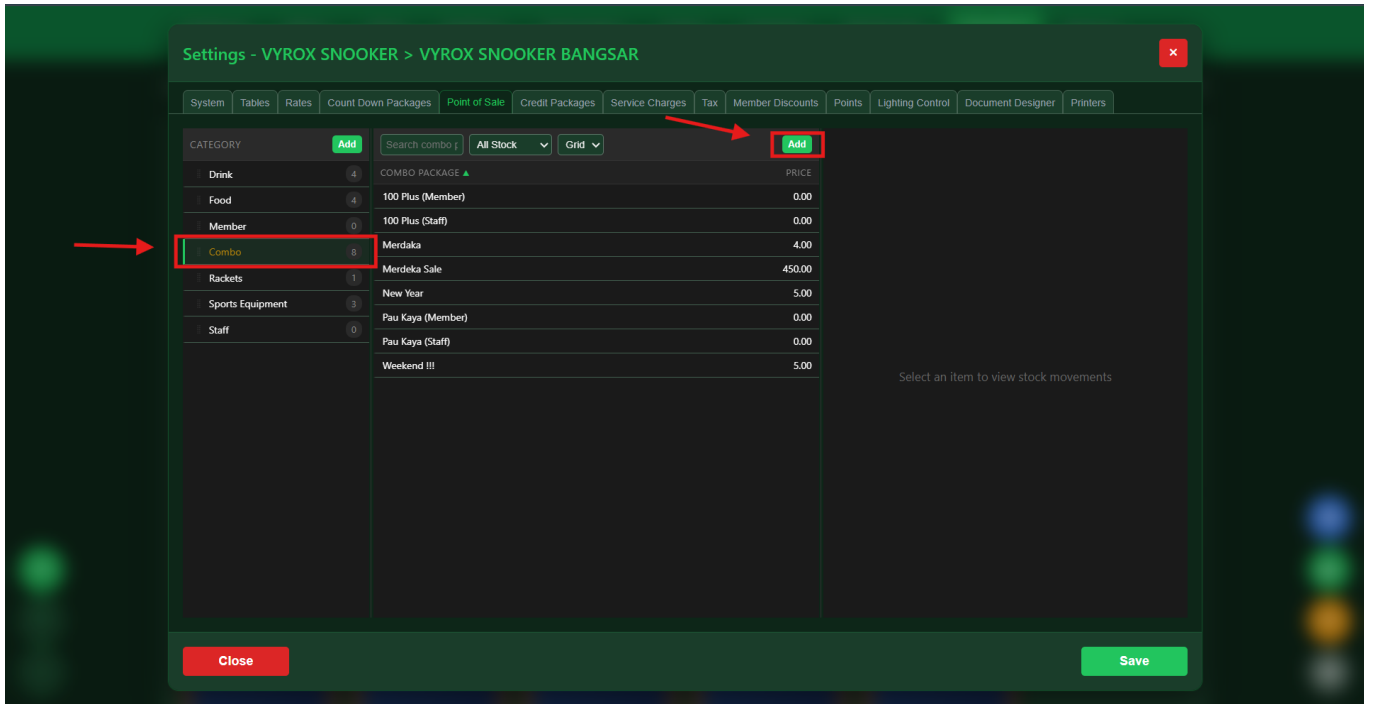 Settings - VYROX SNOOKER > VYROX SNOOKER BANGSAR
×
System Tables Rates Count Down Packages Point of Sale Credit Packages Service Charges Tax Member Discounts Points Lighting Control Document Designer Printers
CATEGORY Add
Drink 4
Food 4
Member 0
Combo 8
Rackets 1
Sports Equipment 3
Staff 0
Search combo All Stock Grid Add
COMBO PACKAGE ▲ PRICE
100 Plus (Member) 0.00
100 Plus (Staff) 0.00
Merdaka 4.00
Merdeka Sale 450.00
New Year 5.00
Pau Kaya (Member) 0.00
Pau Kaya (Staff) 0.00
Weekend !!! 5.00
Select an item to view stock movements
Close Save